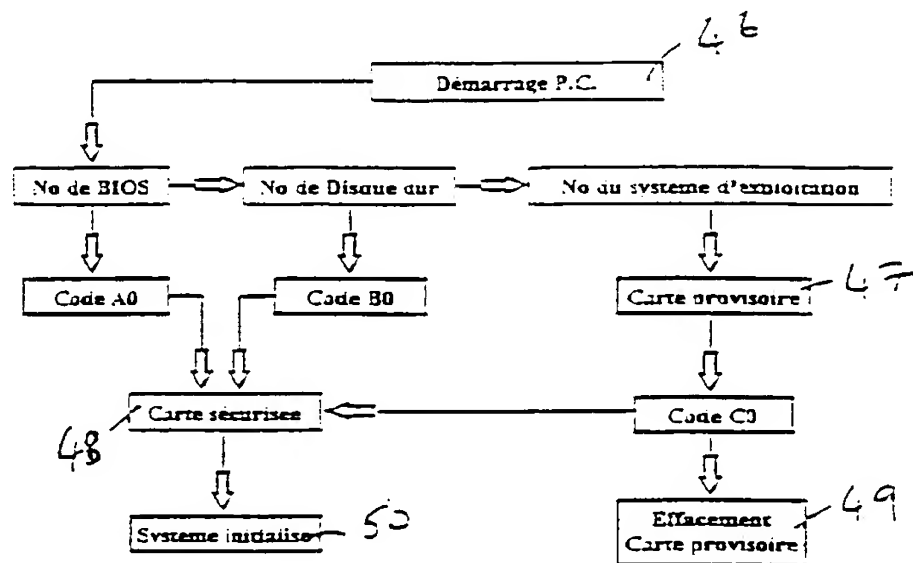 46
Démarrage P.C.
No de BIOS
No de Disque dur
No du système d'exploitation
Code A0
Code B0
Carte provisoire
47
Carte sécurisée
48
Code C0
Système initialise
50
Effacement
Carte provisoire
49